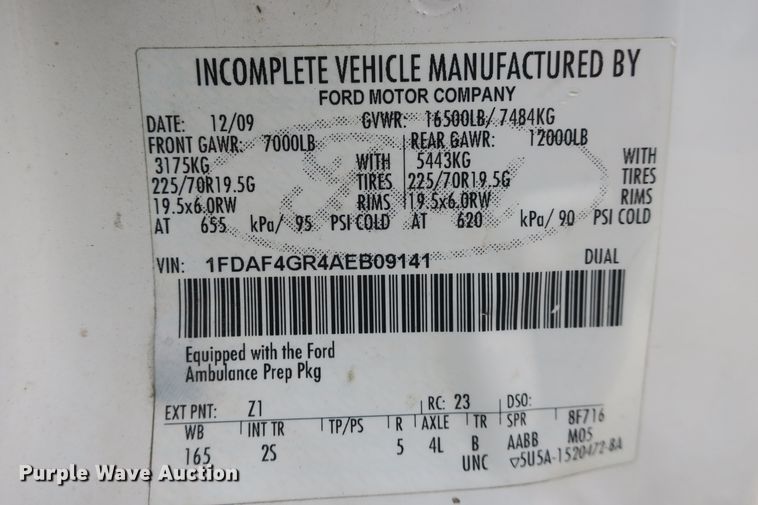 INCOMPLETE VEHICLE MANUFACTURED BY
FORD MOTOR COMPANY
DATE: 12/09 GVWR: 16500LB/ 7484KG
FRONT GAWR: 7000LB REAR GAWR: 12000LB
3175KG WITH 5443KG WITH
225/70R19.5G TIRES 225/70R19.5G TIRES
19.5x6.0RW RIMS 19.5x6.0RW RIMS
AT 655 kPa/ 95 PSI COLD AT 620 kPa/ 90 PSI COLD
VIN: 1FDAF4GR4AEB09141 DUAL
Equipped with the Ford
Ambulance Prep Pkg
EXT PNT: Z1 RC: 23 DSO:
WB INT TR TP/PS R AXLE TR SPR 8F716
165 2S 5 4L B AABB M05
UNC 5U5A-1520472-BA
Purple Wave Auction